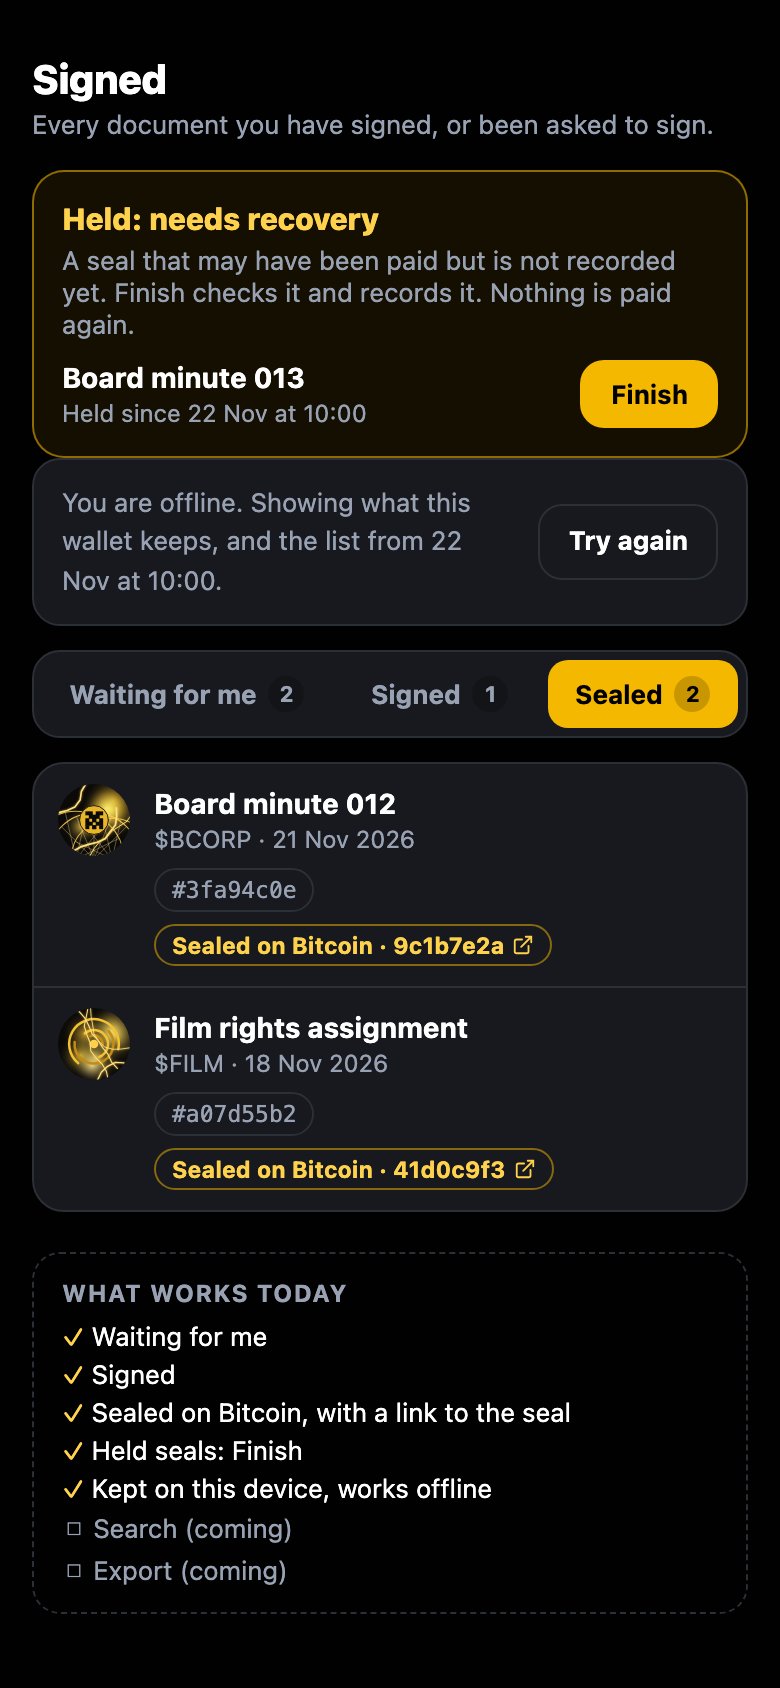 Signed
Every document you have signed, or been asked to sign.
Held: needs recovery
A seal that may have been paid but is not recorded
yet. Finish checks it and records it. Nothing is paid
again.
Board minute 013
Held since 22 Nov at 10:00
Finish
You are offline. Showing what this
wallet keeps, and the list from 22
Nov at 10:00.
Try again
Waiting for me 2
Signed 1
Sealed 2
Board minute 012
$BCORP · 21 Nov 2026
#3fa94c0e
Sealed on Bitcoin · 9c1b7e2a
Film rights assignment
$FILM · 18 Nov 2026
#a07d55b2
Sealed on Bitcoin · 41d0c9f3
WHAT WORKS TODAY
✓ Waiting for me
✓ Signed
✓ Sealed on Bitcoin, with a link to the seal
✓ Held seals: Finish
✓ Kept on this device, works offline
□ Search (coming)
□ Export (coming)